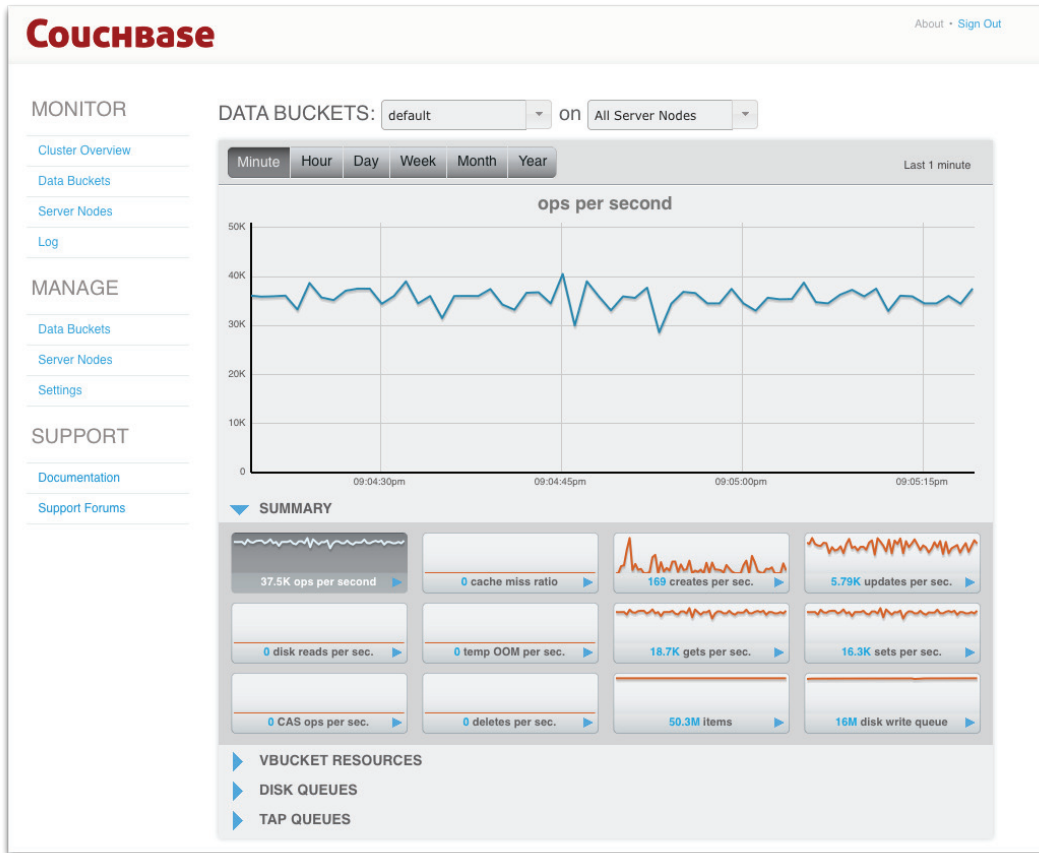 COUCHBASE
About • Sign Out
MONITOR
Cluster Overview
Data Buckets
Server Nodes
Log
MANAGE
Data Buckets
Server Nodes
Settings
SUPPORT
Documentation
Support Forums
DATA BUCKETS: default on All Server Nodes
Minute Hour Day Week Month Year Last 1 minute
ops per second
50K
40K
30K
20K
10K
0
09:04:30pm 09:04:45pm 09:05:00pm 09:05:15pm
SUMMARY
37.5K ops per second 0 cache miss ratio 169 creates per sec. 5.79K updates per sec.
0 disk reads per sec. 0 temp OOM per sec. 18.7K gets per sec. 16.3K sets per sec.
0 CAS ops per sec. 0 deletes per sec. 50.3M items 16M disk write queue
VBUCKET RESOURCES
DISK QUEUES
TAP QUEUES